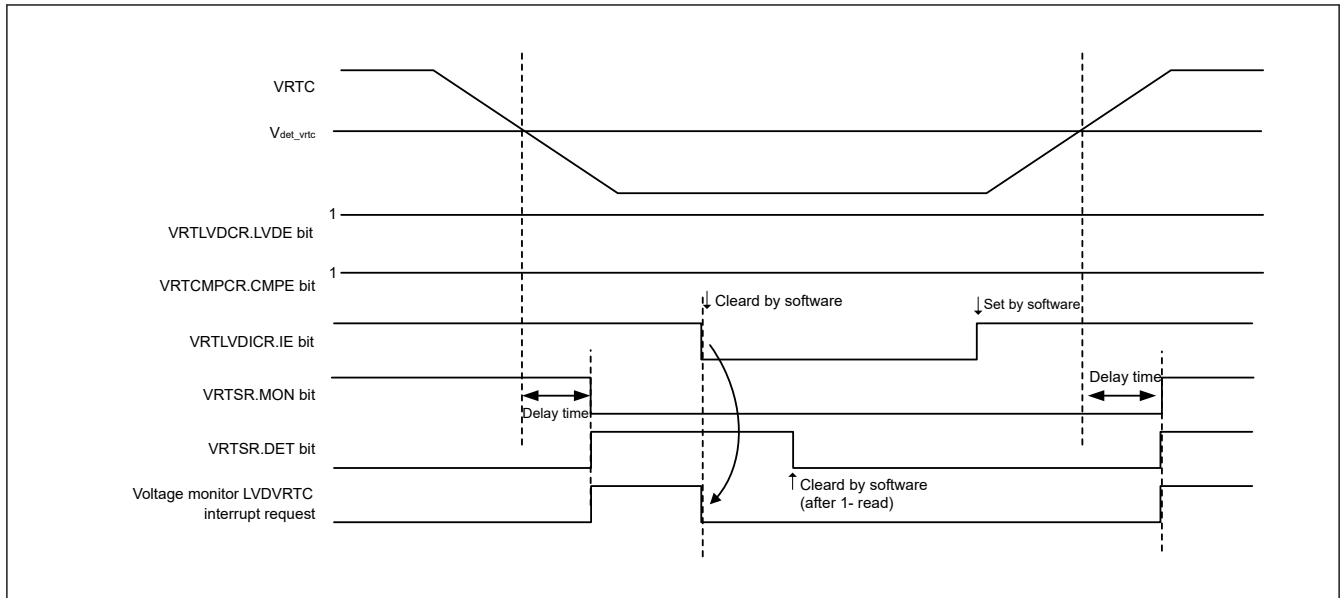 VRTC
Vdet_vrtc
1
VRTLVDCR.LVDE bit
1
VRTCMPCR.CMPE bit
↓ Cleard by software
↓Set by software
VRTLVDICR.IE bit
Delay time
VRTSR.MON bit
Delay time
VRTSR.DET bit
↑ Cleard by software
(after 1- read)
Voltage monitor LVDVRTC
interrupt request